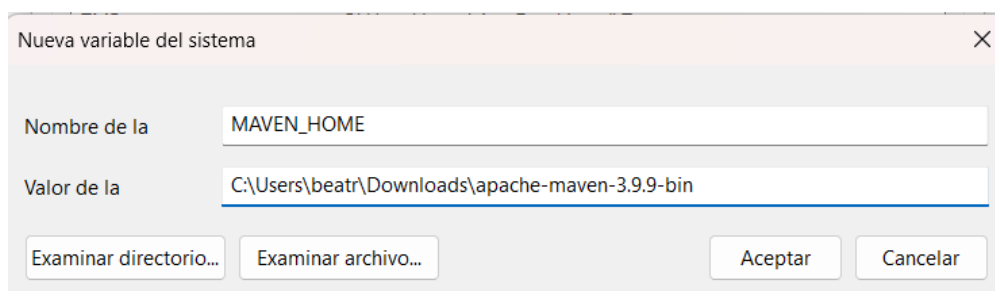 Nueva variable del sistema
Nombre de la MAVEN_HOME
Valor de la C:\Users\beatr\Downloads\apache-maven-3.9.9-bin
Examinar directorio... Examinar archivo... Aceptar Cancelar